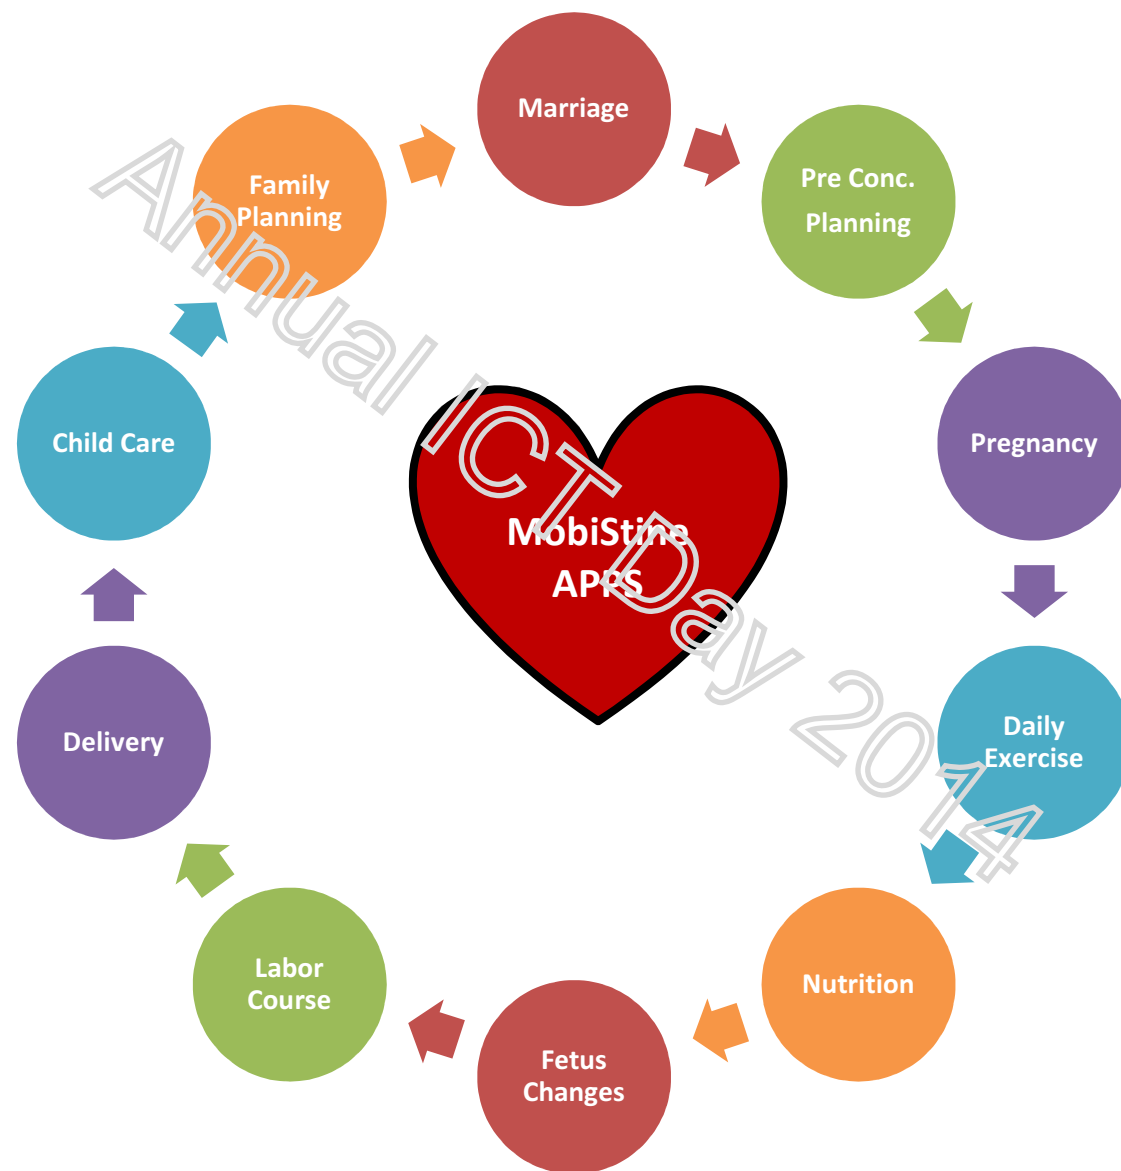 Marriage
Pre Conc.
Planning
Pregnancy
Daily
Exercise
Nutrition
Fetus
Changes
Labor
Course
Delivery
Child Care
Family
Planning
MobiStine
APPS
Annual ICT Day 2014